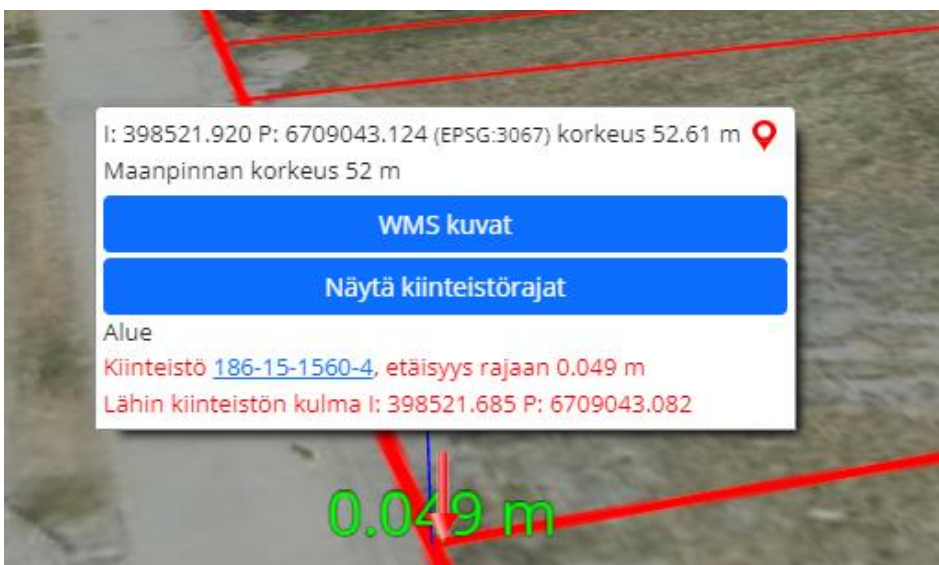 I: 398521.920 P: 6709043.124 (EPSG:3067) korkeus 52.61 m
Maanpinnan korkeus 52 m
WMS kuvat
Näytä kiinteistörajat
Alue
Kiinteistö 186-15-1560-4, etäisyys rajaan 0.049 m
Lähin kiinteistön kulma I: 398521.685 P: 6709043.082
0.049 m